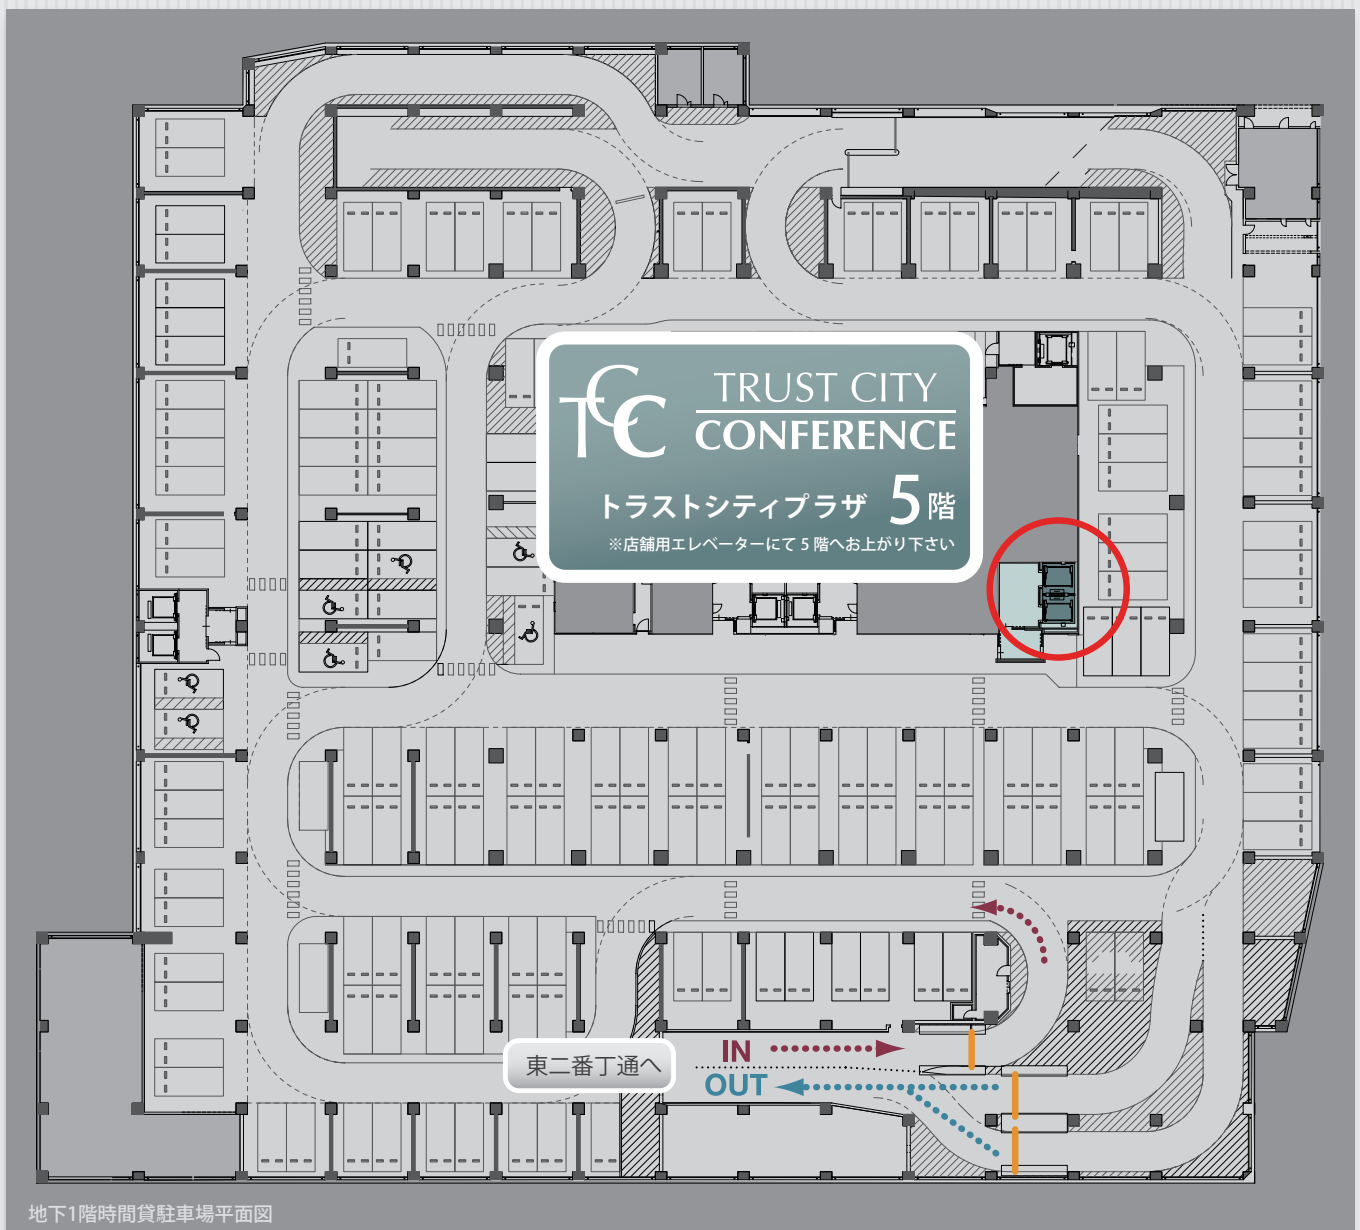 TCC
TRUST CITY
CONFERENCE
トラストシティプラザ 5階
※店舗用エレベーターにて 5 階へお上がり下さい
IN
東二番丁通へ
OUT
地下1階時間貸駐車場平面図